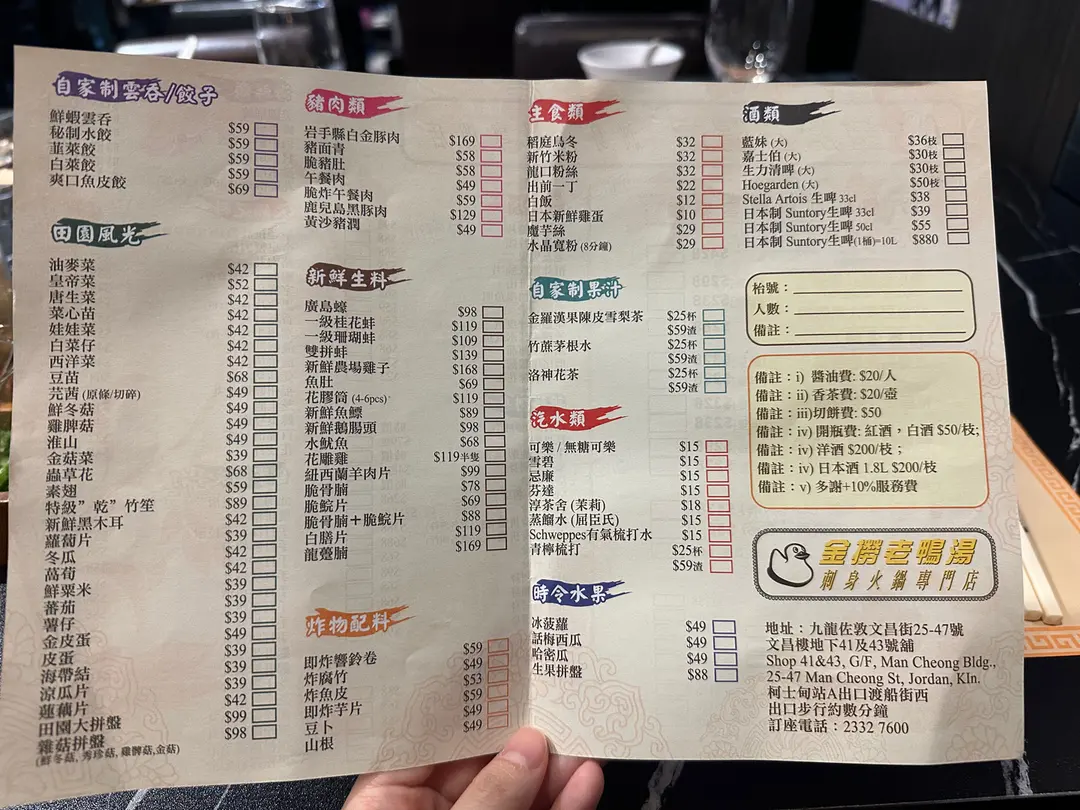 自家制雲吞/餃子
鮮蝦雲吞 $59
秘制水餃 $59
韮菜餃 $59
白菜餃 $59
爽口魚皮餃 $69
田園風光
油麥菜 $42
皇帝菜 $52
唐生菜 $42
菜心苗 $42
娃娃菜 $42
白菜仔 $42
西洋菜 $42
豆苗 $68
芫茜 (原條/切碎) $49
鮮冬菇 $49
雞髀菇 $49
淮山 $49
金菇菜 $39
蟲草花 $68
素翅 $59
特級”乾”竹笙 $89
新鮮黑木耳 $42
蘿蔔片 $39
冬瓜 $42
萵筍 $42
鮮粟米 $39
蕃茄 $39
薯仔 $39
金皮蛋 $49
皮蛋 $39
海帶結 $39
涼瓜片 $39
蓮藕片 $42
田園大拼盤 $99
雜菇拼盤 $98
(鮮冬菇, 秀珍菇, 雞髀菇,金菇)
豬肉類
岩手縣白金豚肉 $169
豬面青 $58
脆豬肚 $58
午餐肉 $49
脆炸午餐肉 $59
鹿兒島黑豚肉 $129
黃沙豬潤 $49
新鮮生料
廣島蠔 $98
一級桂花蚌 $119
一級珊瑚蚌 $109
雙拼蚌 $139
新鮮農場雞子 $168
魚肚 $69
花膠筒 (4-6pcs) $119
新鮮魚鰾 $89
新鮮鵝腸頭 $98
水魷魚 $68
花雕雞 $119半隻
紐西蘭羊肉片 $99
脆骨腩 $78
脆脘片 $69
脆骨腩＋脆脘片 $88
白膳片 $119
龍躉腩 $169
炸物配料
即炸響鈴卷 $59
炸腐竹 $49
炸魚皮 $53
即炸芋片 $59
豆卜 $49
山根 $49
主食類
稻庭烏冬 $32
新竹米粉 $32
龍口粉絲 $32
出前一丁 $22
白飯 $12
日本新鮮雞蛋 $10
魔芋絲 $29
水晶寬粉 (8分鐘) $29
自家制果汁
金羅漢果陳皮雪梨茶 $25杯
$59渣
竹蔗茅根水 $25杯
$59渣
洛神花茶 $25杯
$59渣
汽水類
可樂 / 無糖可樂 $15
雪碧 $15
忌廉 $15
芬達 $15
淳茶舍 (茉莉) $18
蒸餾水 (屈臣氏) $15
Schweppes有氣梳打水 $15
青檸梳打 $25杯
$59渣
時令水果
冰菠蘿 $49
話梅西瓜 $49
哈密瓜 $49
生果拼盤 $88
酒類
藍妹 (大) $36枝
嘉士伯 (大) $30枝
生力清啤 (大) $30枝
Hoegarden (大) $50枝
Stella Artois 生啤 33cl $38
日本制 Suntory生啤 33cl $39
日本制 Suntory生啤 50cl $55
日本制 Suntory生啤(1桶)=10L $880
枱號：
人數：
備註：
備註：i) 醬油費: $20/人
備註：ii) 香茶費: $20/壺
備註：iii)切餅費: $50
備註：iv) 開瓶費: 紅酒，白酒 $50/枝;
備註：iv) 洋酒 $200/枝；
備註：iv) 日本酒 1.8L $200/枝
備註：v) 多謝+10%服務費
金撈老鴨湯
刺身火鍋專門店
地址：九龍佐敦文昌街25-47號
文昌樓地下41及43號舖
Shop 41&43, G/F, Man Cheong Bldg.,
25-47 Man Cheong St, Jordan, Kln.
柯士甸站A出口渡船街西
出口步行約數分鐘
訂座電話：2332 7600